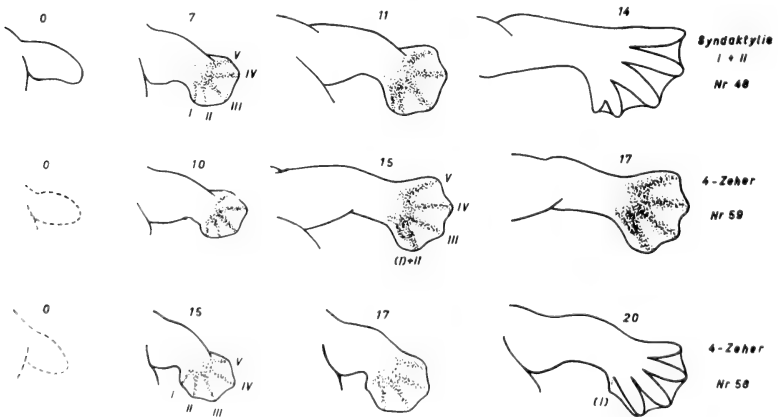 0 7 11 14
V
IV
III
II
I
Syndaktylie
I + II
Nr 48
0 10 15 17
V
IV
III
(I)+II
4-Zeher
Nr 59
0 15 17 20
V
IV
III
II
I
(I)
4-Zeher
Nr 58